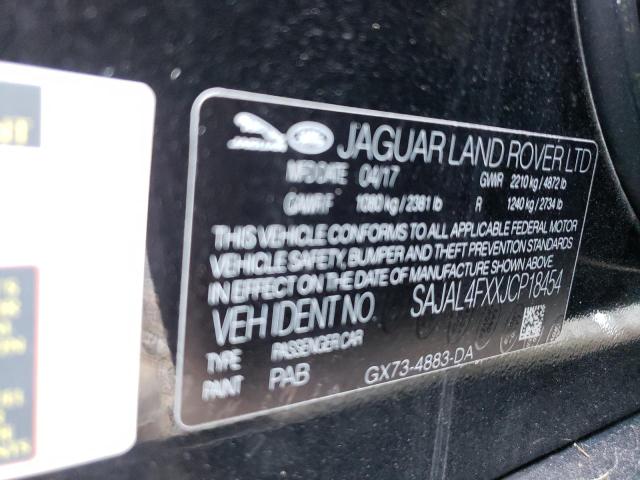 JAGUAR
JAGUAR LAND ROVER LTD
MFD DATE 04/17 GVWR 2210 kg / 4872 lb
GAWR F 1080 kg / 2381 lb R 1240 kg / 2734 lb
THIS VEHICLE CONFORMS TO ALL APPLICABLE FEDERAL MOTOR
VEHICLE SAFETY, BUMPER AND THEFT PREVENTION STANDARDS
IN EFFECT ON THE DATE OF MANUFACTURE SHOWN ABOVE.
VEH IDENT NO. SAJAL4FXXJCP18454
TYPE PASSENGER CAR
PAINT PAB GX73-4883-DA